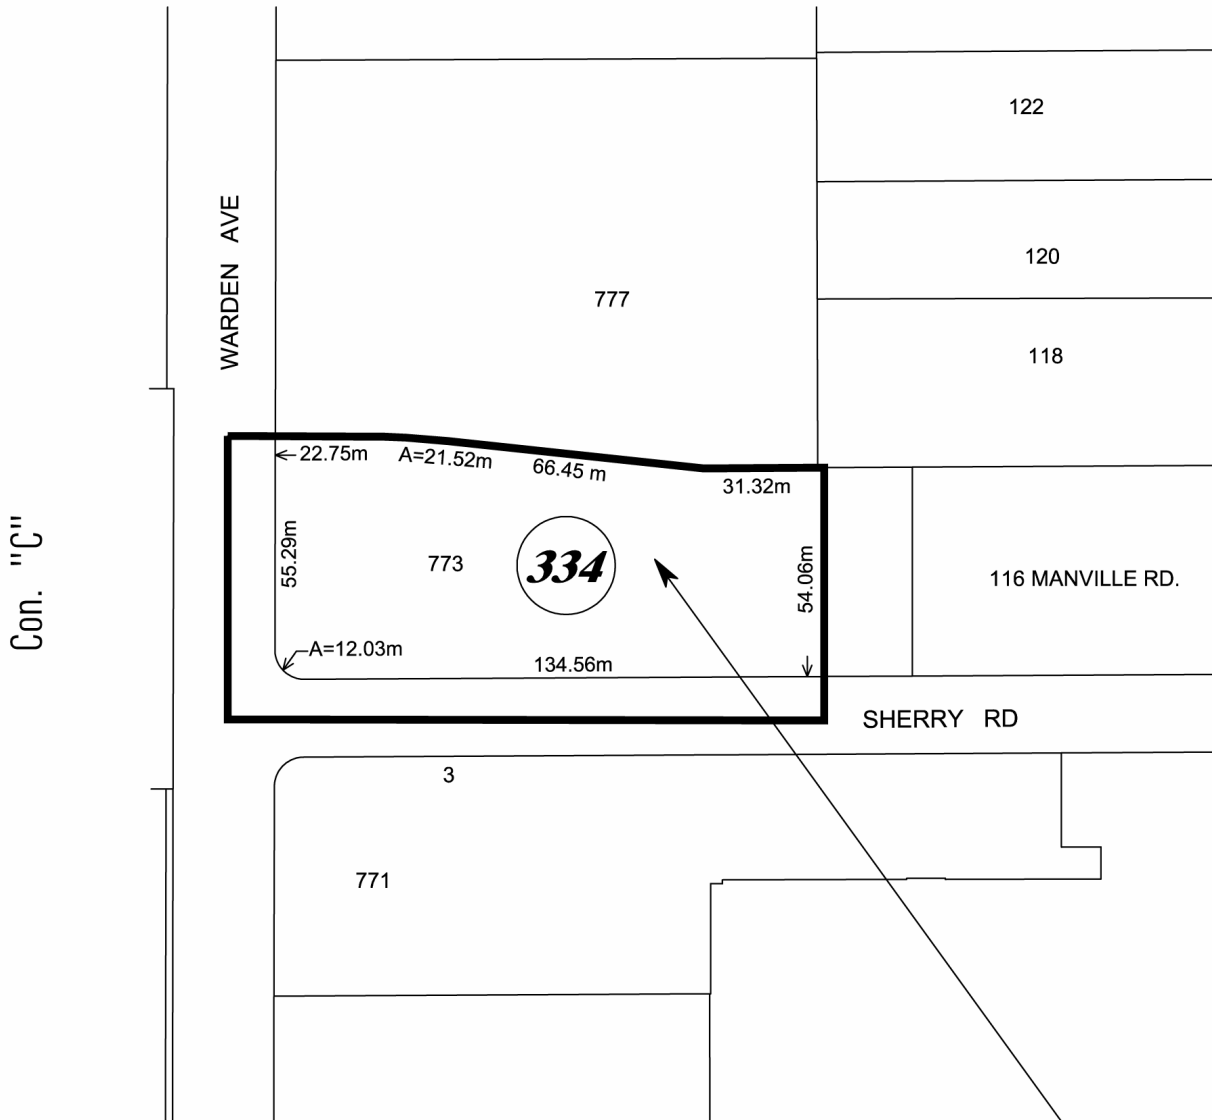 122
WARDEN AVE
120
777
118
22.75m
A=21.52m
66.45 m
31.32m
Con. "C"
55.29m
773
334
54.06m
116 MANVILLE RD.
A=12.03m
134.56m
SHERRY RD
3
771